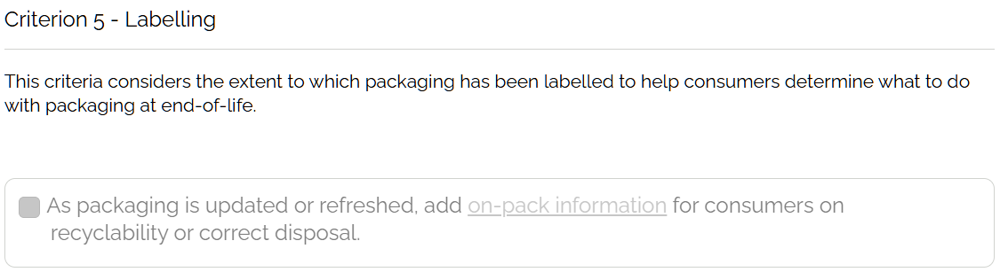 Criterion 5 - Labelling
This criteria considers the extent to which packaging has been labelled to help consumers determine what to do
with packaging at end-of-life.
As packaging is updated or refreshed, add on-pack information for consumers on
recyclability or correct disposal.